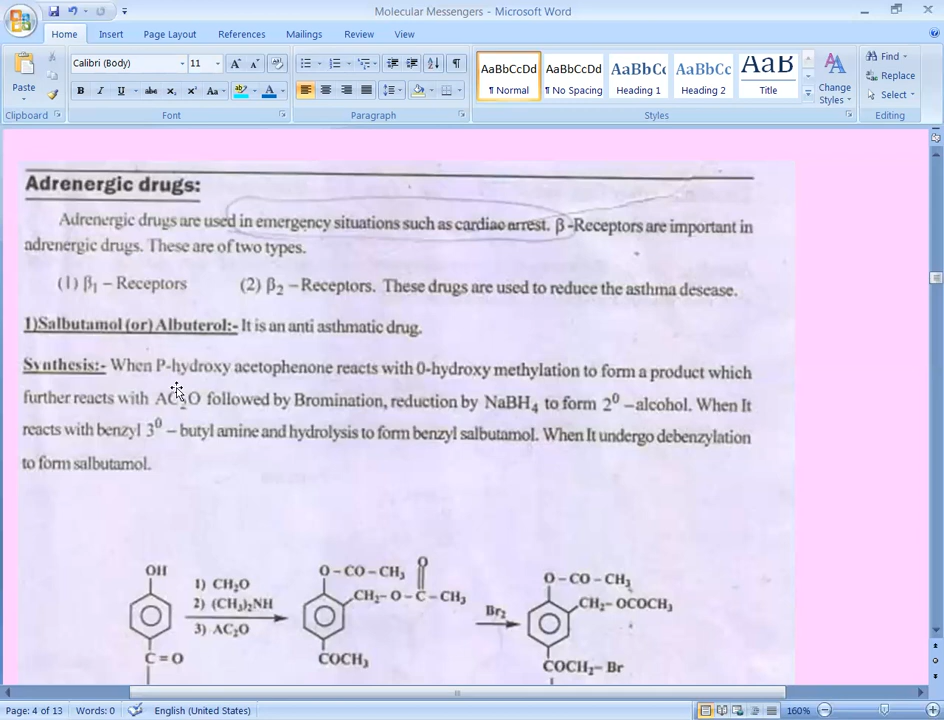 Molecular Messengers - Microsoft Word
Home Insert Page Layout References Mailings Review View
Calibri (Body) 11
Paste
B I U abc x₂ x² Aa ab A
AaBbCcDd AaBbCcDd AaBbCc AaBbCc AaB
¶ Normal ¶ No Spacing Heading 1 Heading 2 Title
Change Styles
Find
Replace
Select
Clipboard Font Paragraph Styles Editing
Adrenergic drugs:
Adrenergic drugs are used in emergency situations such as cardiac arrest. β-Receptors are important in
adrenergic drugs. These are of two types.
(1) β₁ – Receptors (2) β₂ – Receptors. These drugs are used to reduce the asthma desease.
1)Salbutamol (or) Albuterol:- It is an anti asthmatic drug.
Synthesis:- When P-hydroxy acetophenone reacts with 0-hydroxy methylation to form a product which
further reacts with AC₂O followed by Bromination, reduction by NaBH₄ to form 2⁰ –alcohol. When It
reacts with benzyl 3⁰ – butyl amine and hydrolysis to form benzyl salbutamol. When It undergo debenzylation
to form salbutamol.
OH
1) CH₂O
2) (CH₃)₂NH
3) AC₂O
C = O
O – CO – CH₃
O
CH₂ – O – C – CH₃
COCH₃
Br₂
O – CO – CH₃
CH₂ – OCOCH₃
COCH₂ – Br
Page: 4 of 13 Words: 0 English (United States) 160%